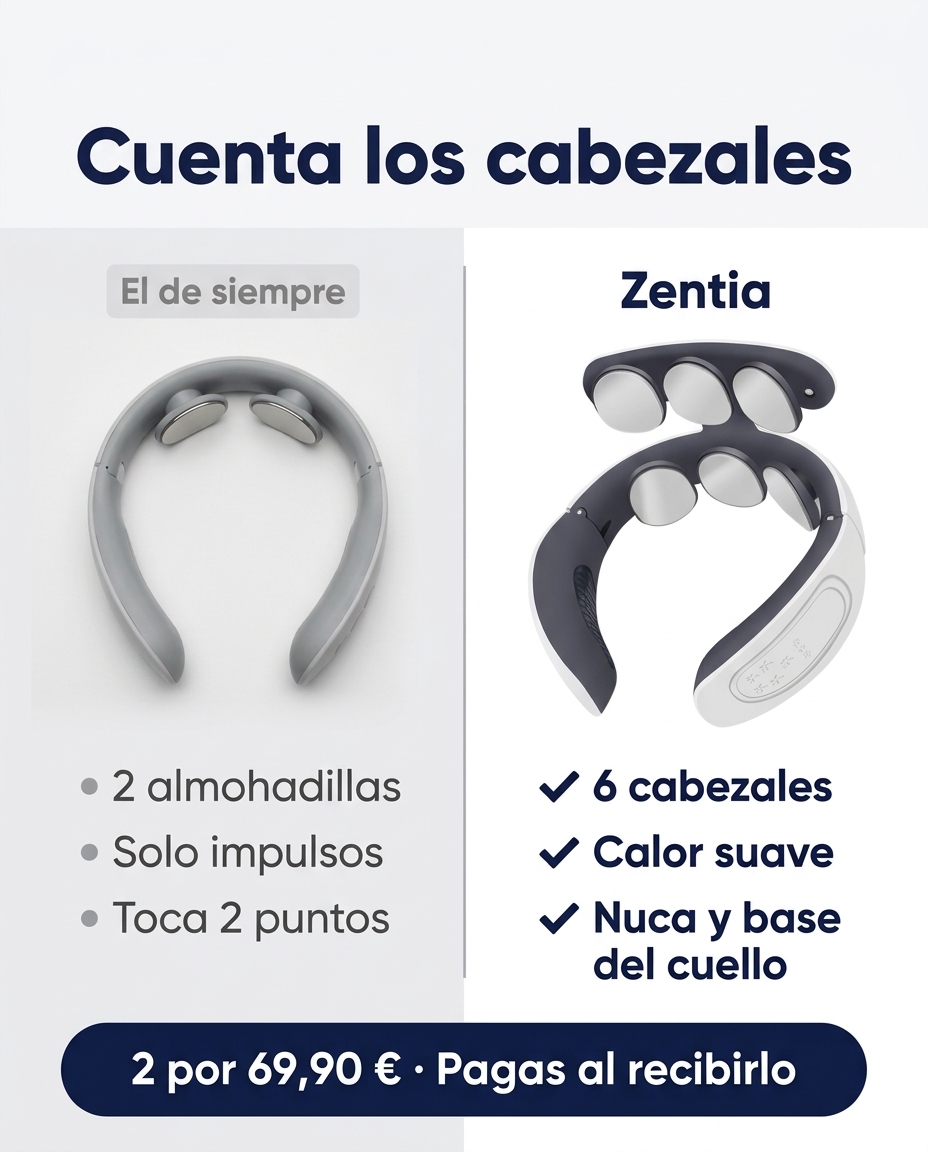 Cuenta los cabezales
El de siempre
2 almohadillas
Solo impulsos
Toca 2 puntos
Zentia
6 cabezales
Calor suave
Nuca y base
del cuello
2 por 69,90 € · Pagas al recibirlo